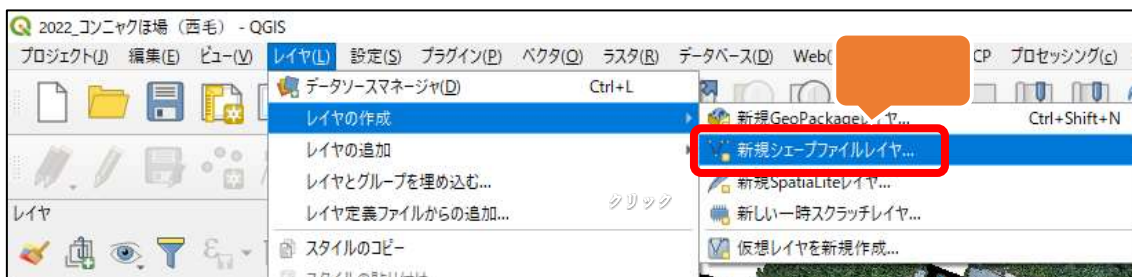 2022_コンニャクほ場（西毛） - QGIS
プロジェクト(J) 編集(E) ビュー(V) レイヤ(L) 設定(S) プラグイン(P) ベクタ(O) ラスタ(R) データベース(D) Web( CP プロセッシング(c)
データソースマネージャ(D) Ctrl+L
レイヤの作成
新規GeoPackageレイヤ... Ctrl+Shift+N
レイヤの追加
新規シェープファイルレイヤ...
レイヤとグループを埋め込む...
新規SpatiaLiteレイヤ...
クリック
レイヤ
レイヤ定義ファイルからの追加...
新しい一時スクラッチレイヤ...
スタイルのコピー
仮想レイヤを新規作成...